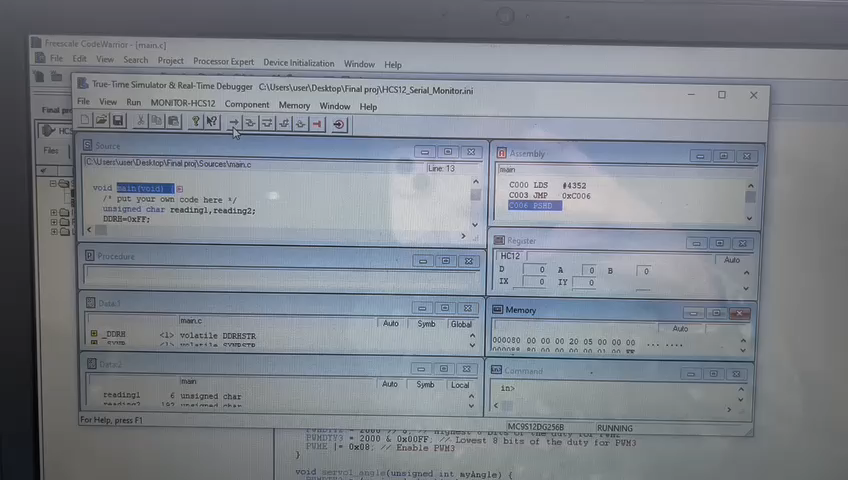 Freescale CodeWarrior - [main.c]
File Edit View Search Project Processor Expert Device Initialization Window Help
True-Time Simulator & Real-Time Debugger C:\Users\user\Desktop\Final proj\HCS12_Serial_Monitor.ini
File View Run MONITOR-HCS12 Component Memory Window Help
Final pro
HCS
Files
Source
C:\Users\user\Desktop\Final proj\Sources\main.c
Line: 13
void main(void)
/* put your own code here */
unsigned char reading1,reading2;
DDRH=0xFF;
Assembly
main
C000 LDS #4352
C003 JMP 0xC006
C006 PSHD
Register
HC12
Auto
D 0 A 0 B 0
IX 0 IY 0
Procedure
Data:1
main.c
Auto Symb Global
_DDRH <1> volatile DDRHSTR
Memory
Auto
000080 00 00 00 20 05 00 00 00
Data:2
main
Auto Symb Local
reading1 6 unsigned char
Command
in>
For Help, press F1
MC9S12DG256B RUNNING
PWMDTY3 = 2000 & 0x00FF; // Lowest 8 bits of the duty for PWM3
PWME |= 0x08; // Enable PWM3
}
void servo1_angle(unsigned int myAngle) {